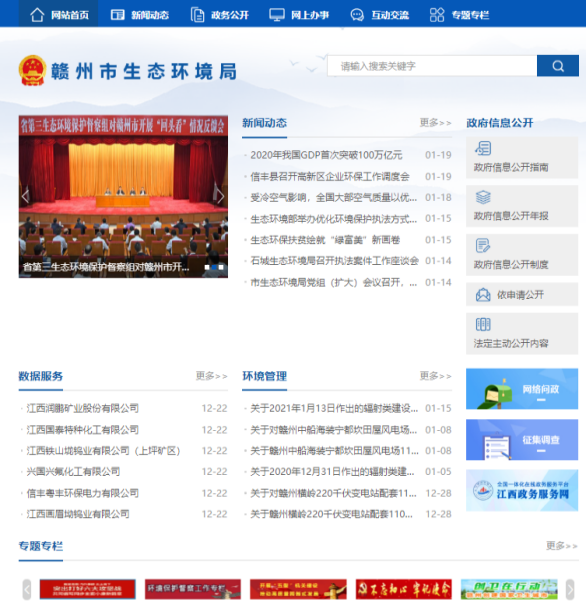 网站首页 新闻动态 政务公开 网上办事 互动交流 专题专栏
赣州市生态环境局
请输入搜索关键字
省第三生态环境保护督察组对赣州市开展“回头看”情况反馈会
省第三生态环境保护督察组对赣州市开...
新闻动态 更多>>
2020年我国GDP首次突破100万亿元 01-19
信丰县召开高新区企业环保工作调度会 01-19
受冷空气影响，全国大部空气质量以优... 01-18
生态环境部举办优化环境保护执法方式... 01-15
生态环保扶贫绘就“绿富美”新画卷 01-15
石城生态环境局召开执法案件工作座谈会 01-14
市生态环境局党组（扩大）会议召开，... 01-14
政府信息公开
政府信息公开指南
政府信息公开年报
政府信息公开制度
依申请公开
法定主动公开内容
数据服务 更多>>
江西润鹏矿业股份有限公司 12-22
江西国泰特种化工有限公司 12-22
江西铁山垅钨业有限公司（上坪矿区） 12-22
兴国兴氟化工有限公司 12-22
信丰粤丰环保电力有限公司 12-22
江西画眉坳钨业有限公司 12-22
环境管理 更多>>
关于2021年1月13日作出的辐射类建设... 01-15
关于对赣州中船海装宁都坎田屋风电场... 01-08
关于赣州中船海装宁都坎田屋风电场11... 01-08
关于2020年12月31日作出的辐射类建... 01-05
关于对赣州横岭220千伏变电站配套11... 12-28
关于赣州横岭220千伏变电站配套110... 12-28
网络问政
征集调查
全国一体化在线政务服务平台
江西政务服务网
专题专栏 更多>>
环境保护督察工作专栏
不忘初心 牢记使命
创卫在行动